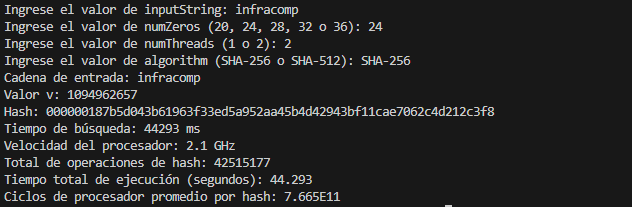 Ingrese el valor de inputString: infracomp
Ingrese el valor de numZeros (20, 24, 28, 32 o 36): 24
Ingrese el valor de numThreads (1 o 2): 2
Ingrese el valor de algorithm (SHA-256 o SHA-512): SHA-256
Cadena de entrada: infracomp
Valor v: 1094962657
Hash: 000000187b5d043b61963f33ed5a952aa45b4d42943bf11cae7062c4d212c3f8
Tiempo de búsqueda: 44293 ms
Velocidad del procesador: 2.1 GHz
Total de operaciones de hash: 42515177
Tiempo total de ejecución (segundos): 44.293
Ciclos de procesador promedio por hash: 7.665E11